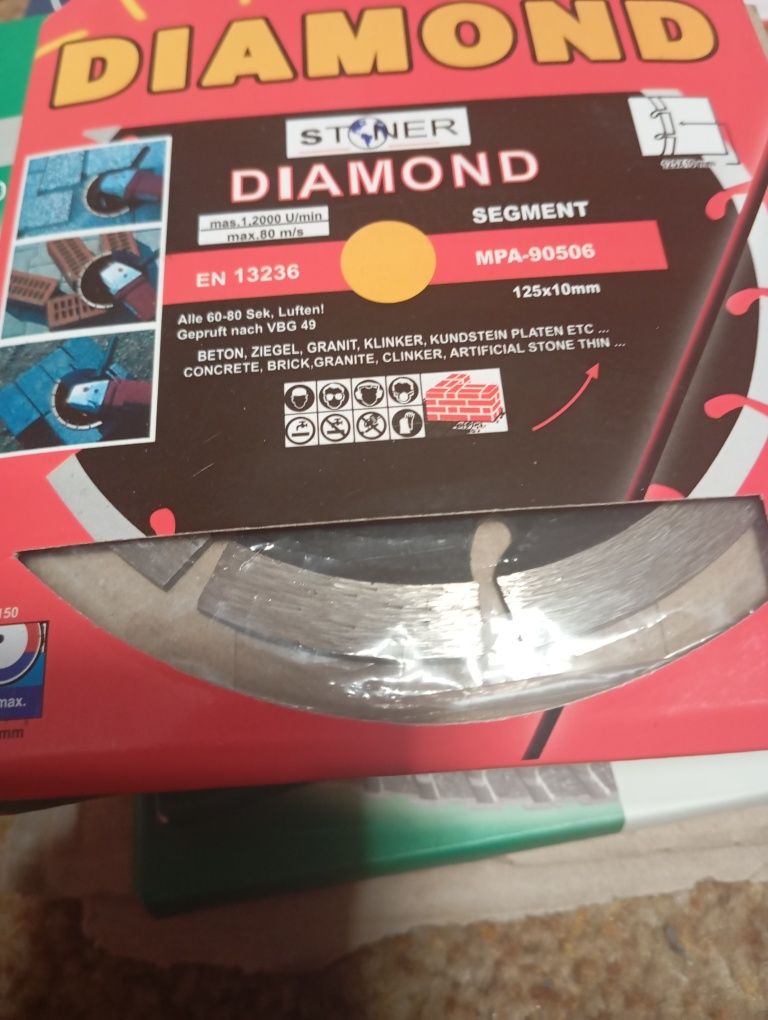 DIAMOND
STONER
DIAMOND
mas.1.2000 U/min
max.80 m/s
SEGMENT
EN 13236
MPA-90506
125x10mm
Alle 60-80 Sek, Luften!
Gepruft nach VBG 49
BETON, ZIEGEL, GRANIT, KLINKER, KUNDSTEIN PLATEN ETC ...
CONCRETE, BRICK,GRANITE, CLINKER, ARTIFICIAL STONE THIN ...
150
max.
mm